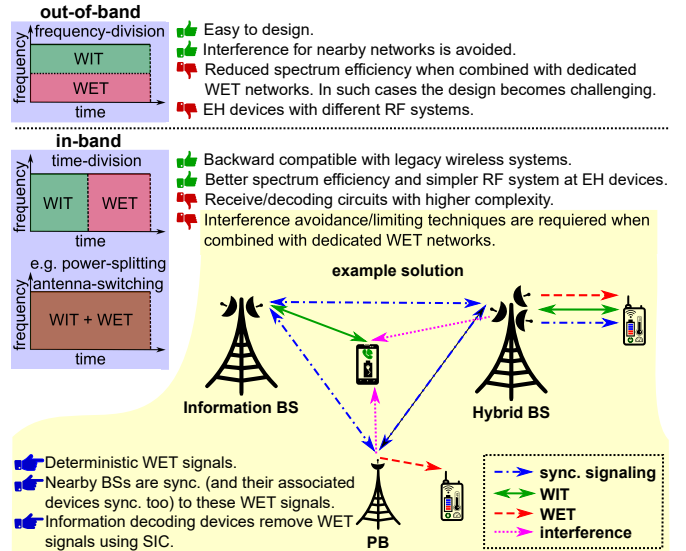 out-of-band
frequency-division
frequency
WIT
WET
time
Easy to design.
Interference for nearby networks is avoided.
Reduced spectrum efficiency when combined with dedicated
WET networks. In such cases the design becomes challenging.
EH devices with different RF systems.
in-band
time-division
frequency
WIT
WET
time
e.g. power-splitting
antenna-switching
frequency
WIT + WET
time
Backward compatible with legacy wireless systems.
Better spectrum efficiency and simpler RF system at EH devices.
Receive/decoding circuits with higher complexity.
Interference avoidance/limiting techniques are requiered when
combined with dedicated WET networks.
example solution
Information BS
Hybrid BS
PB
Deterministic WET signals.
Nearby BSs are sync. (and their associated
devices sync. too) to these WET signals.
Information decoding devices remove WET
signals using SIC.
sync. signaling
WIT
WET
interference